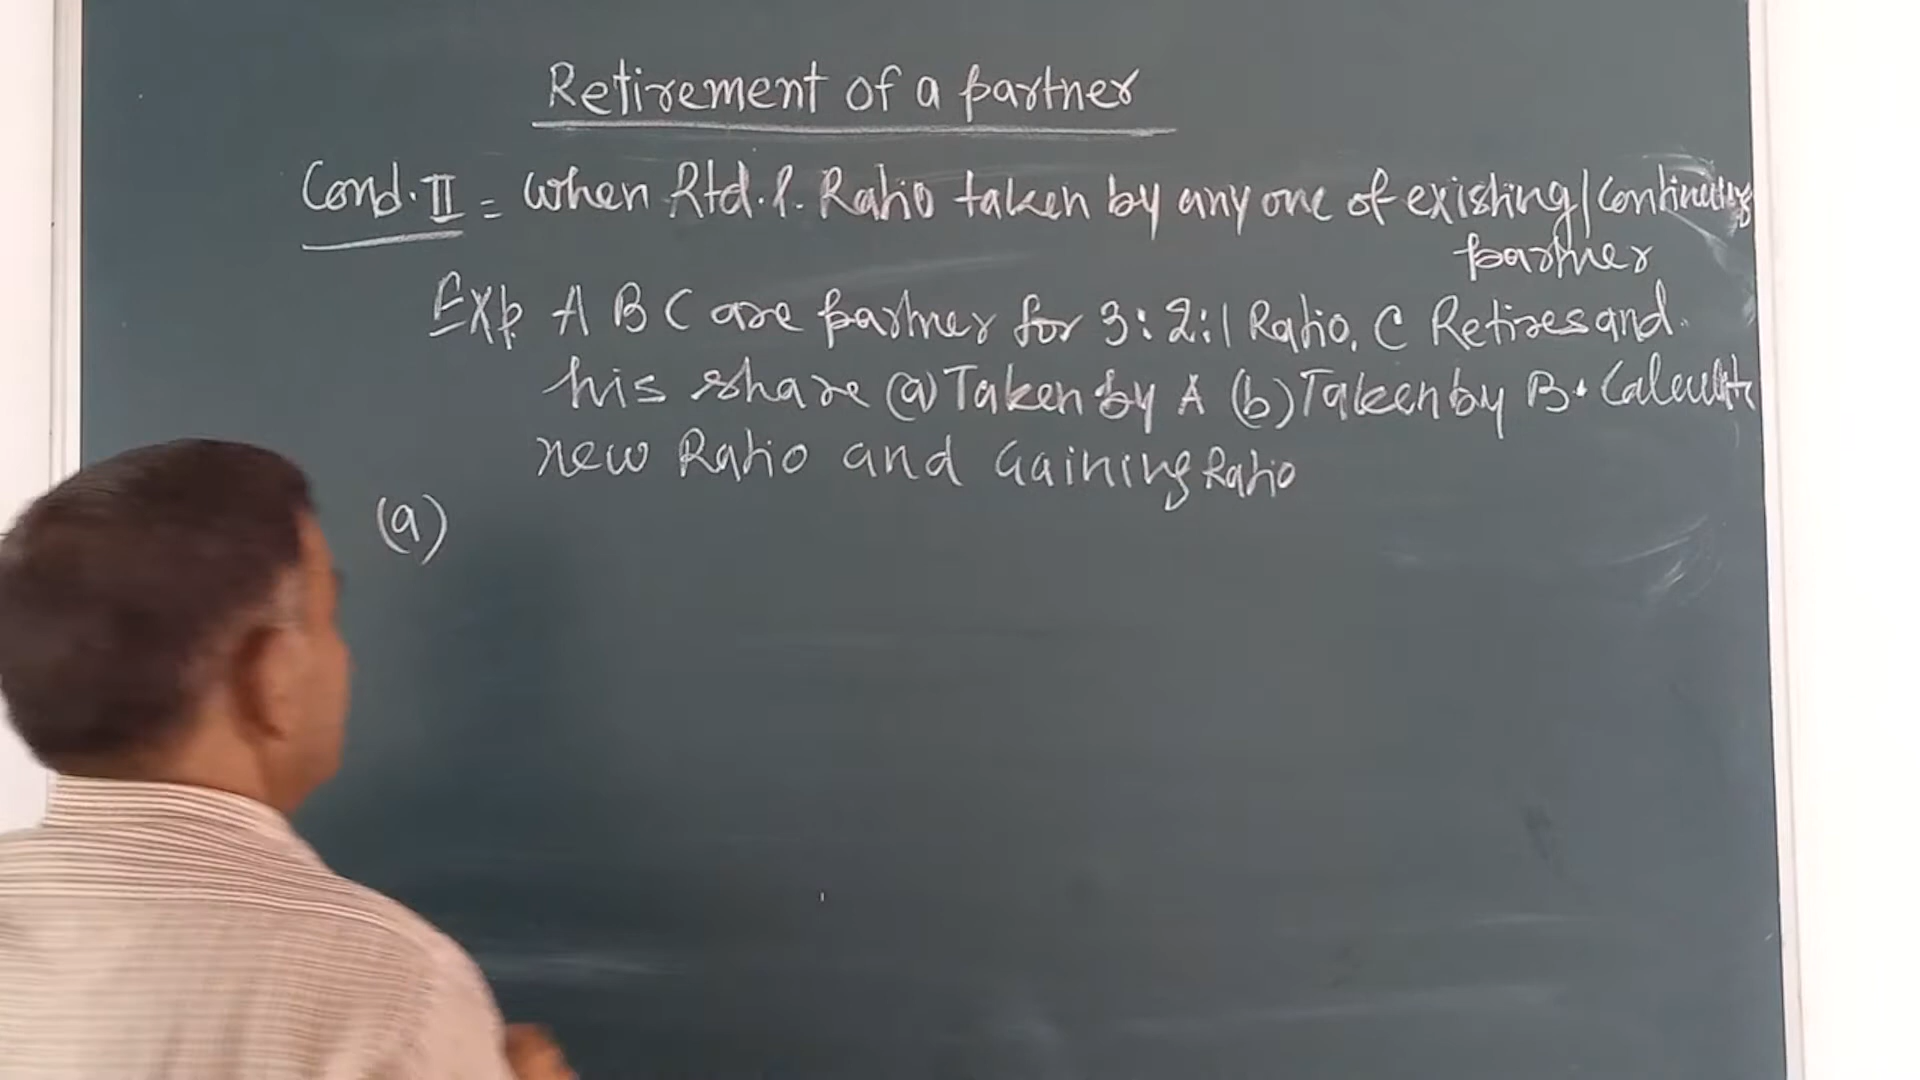 Retirement of a partner
Cond. II = When Rtd. P. Ratio taken by any one of existing/Continuing
partner
Exp. A B C are partner for 3:2:1 Ratio. C Retires and
his share (a) Taken by A (b) Taken by B. Calculate
new Ratio and Gaining Ratio
(a)